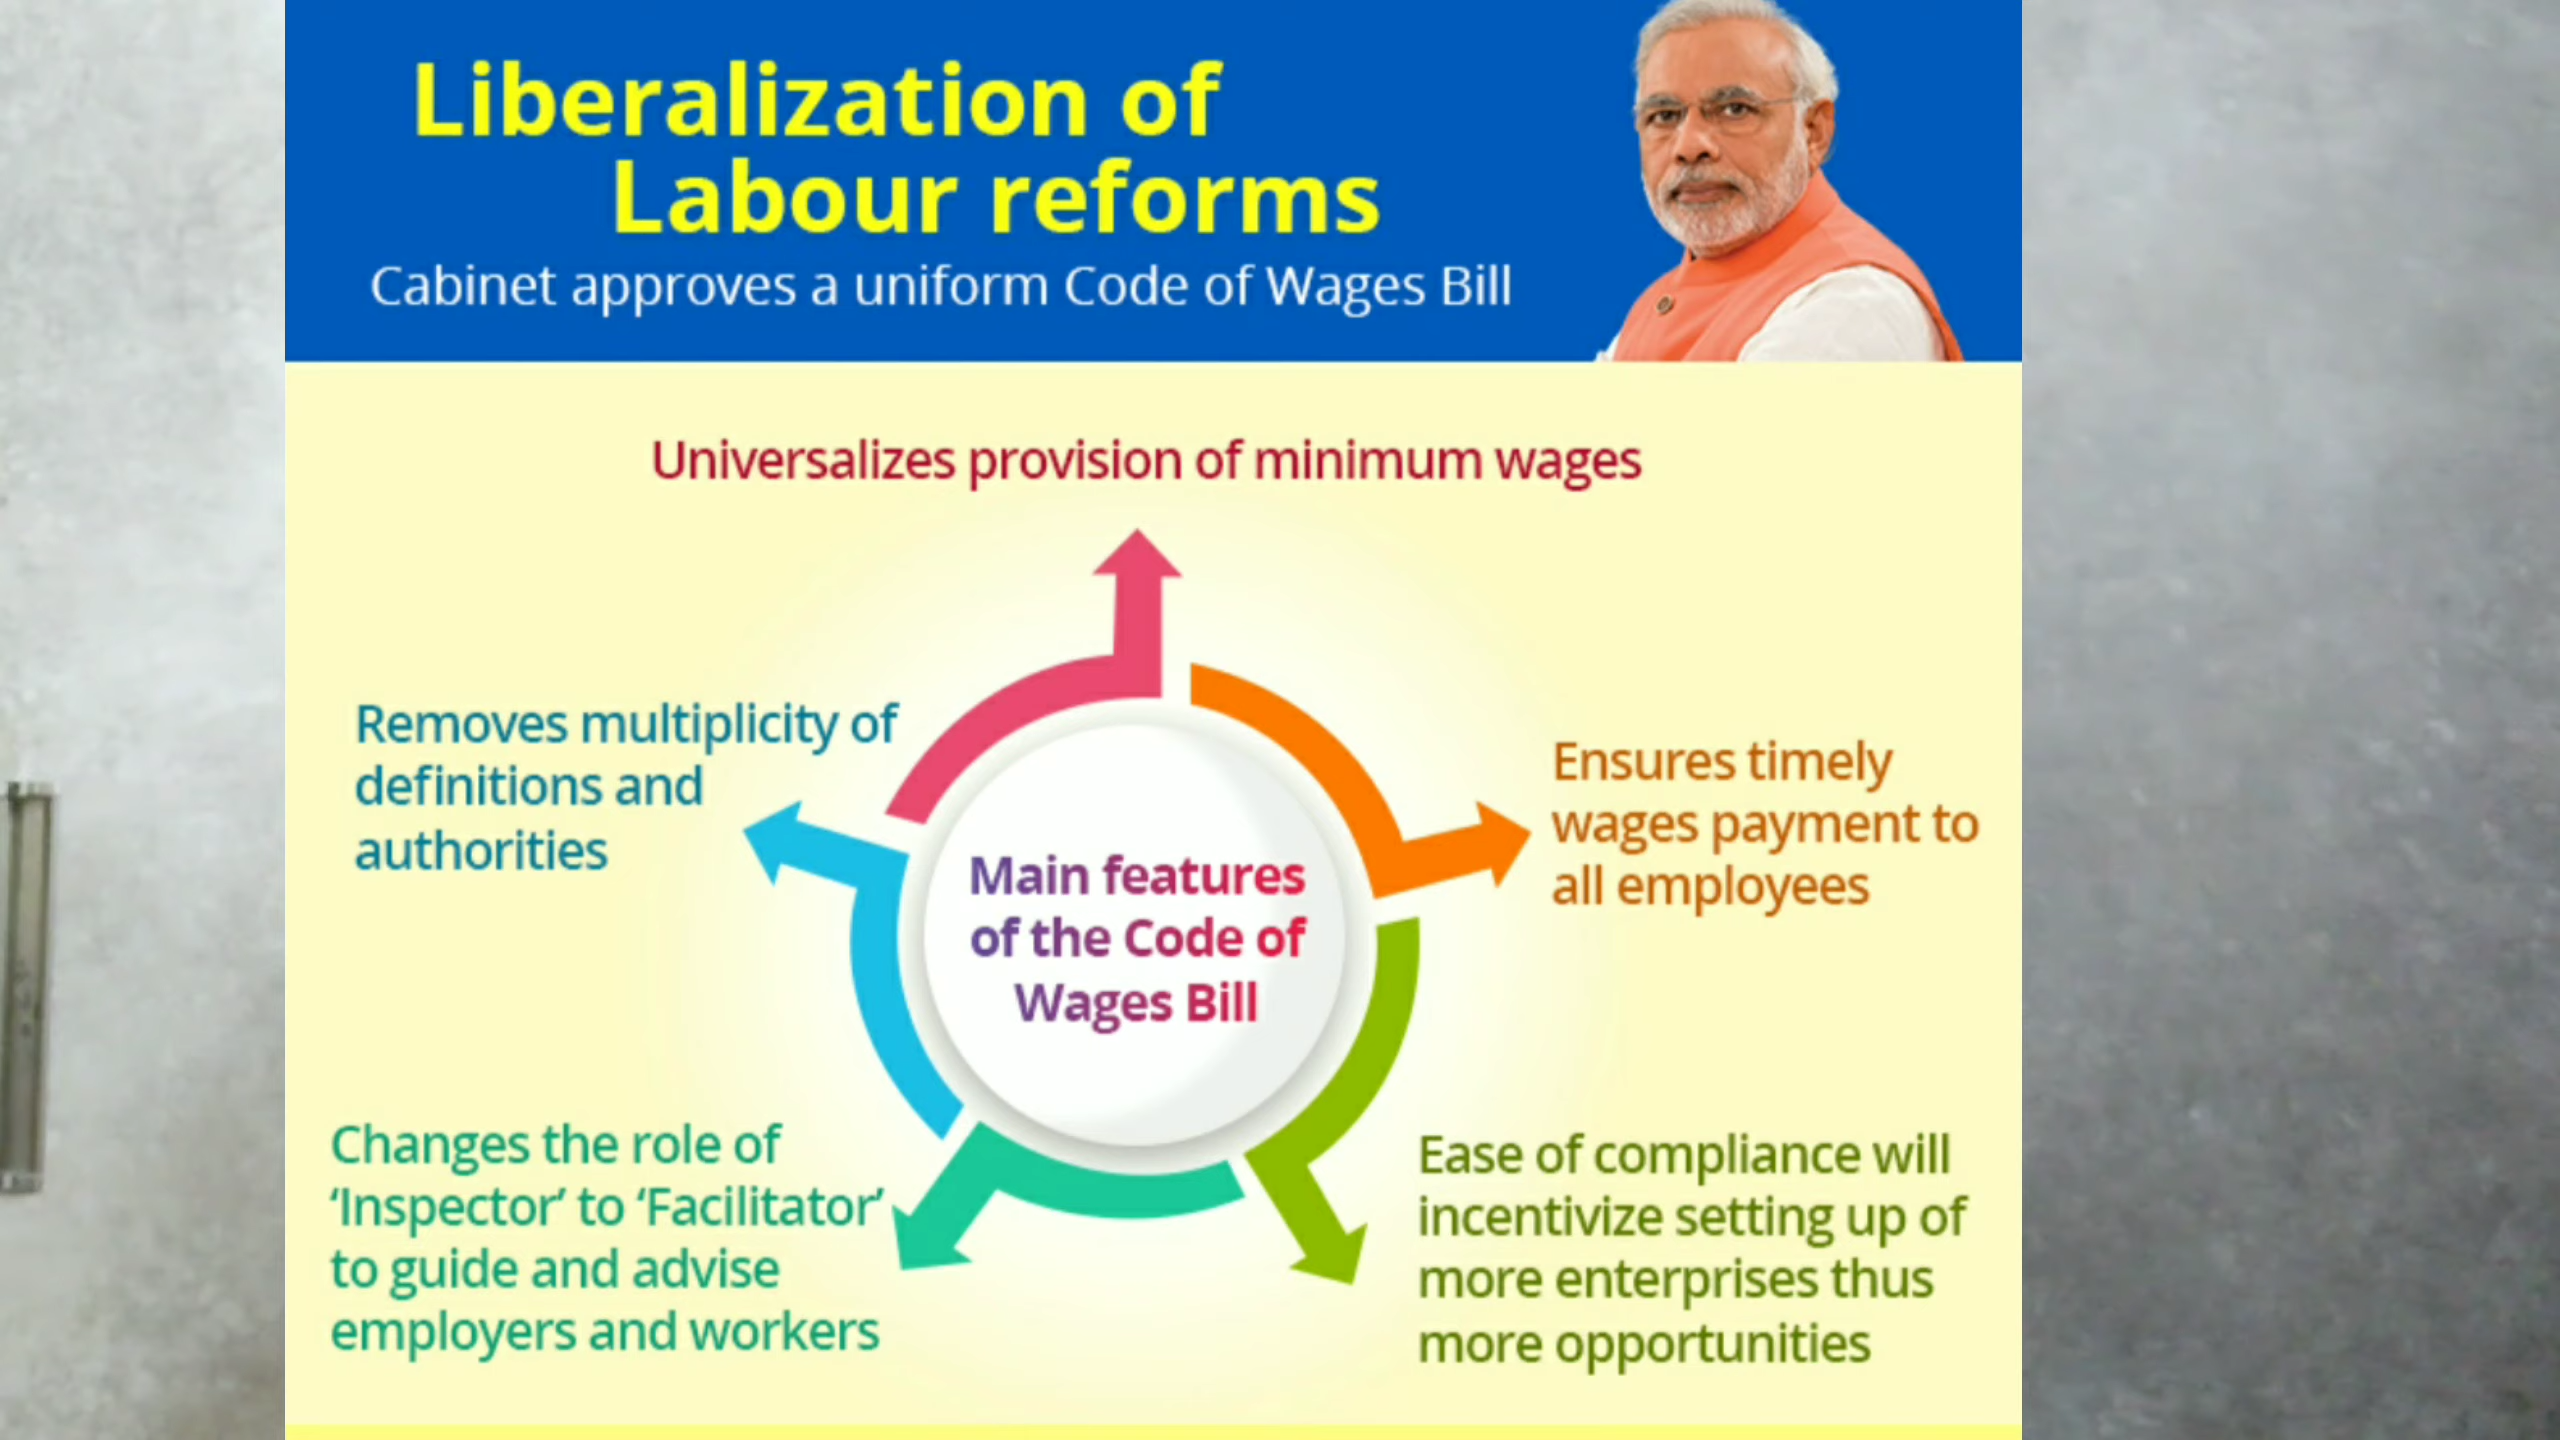 Liberalization of
Labour reforms
Cabinet approves a uniform Code of Wages Bill
Universalizes provision of minimum wages
Removes multiplicity of
definitions and
authorities
Ensures timely
wages payment to
all employees
Main features
of the Code of
Wages Bill
Changes the role of
‘Inspector’ to ‘Facilitator’
to guide and advise
employers and workers
Ease of compliance will
incentivize setting up of
more enterprises thus
more opportunities